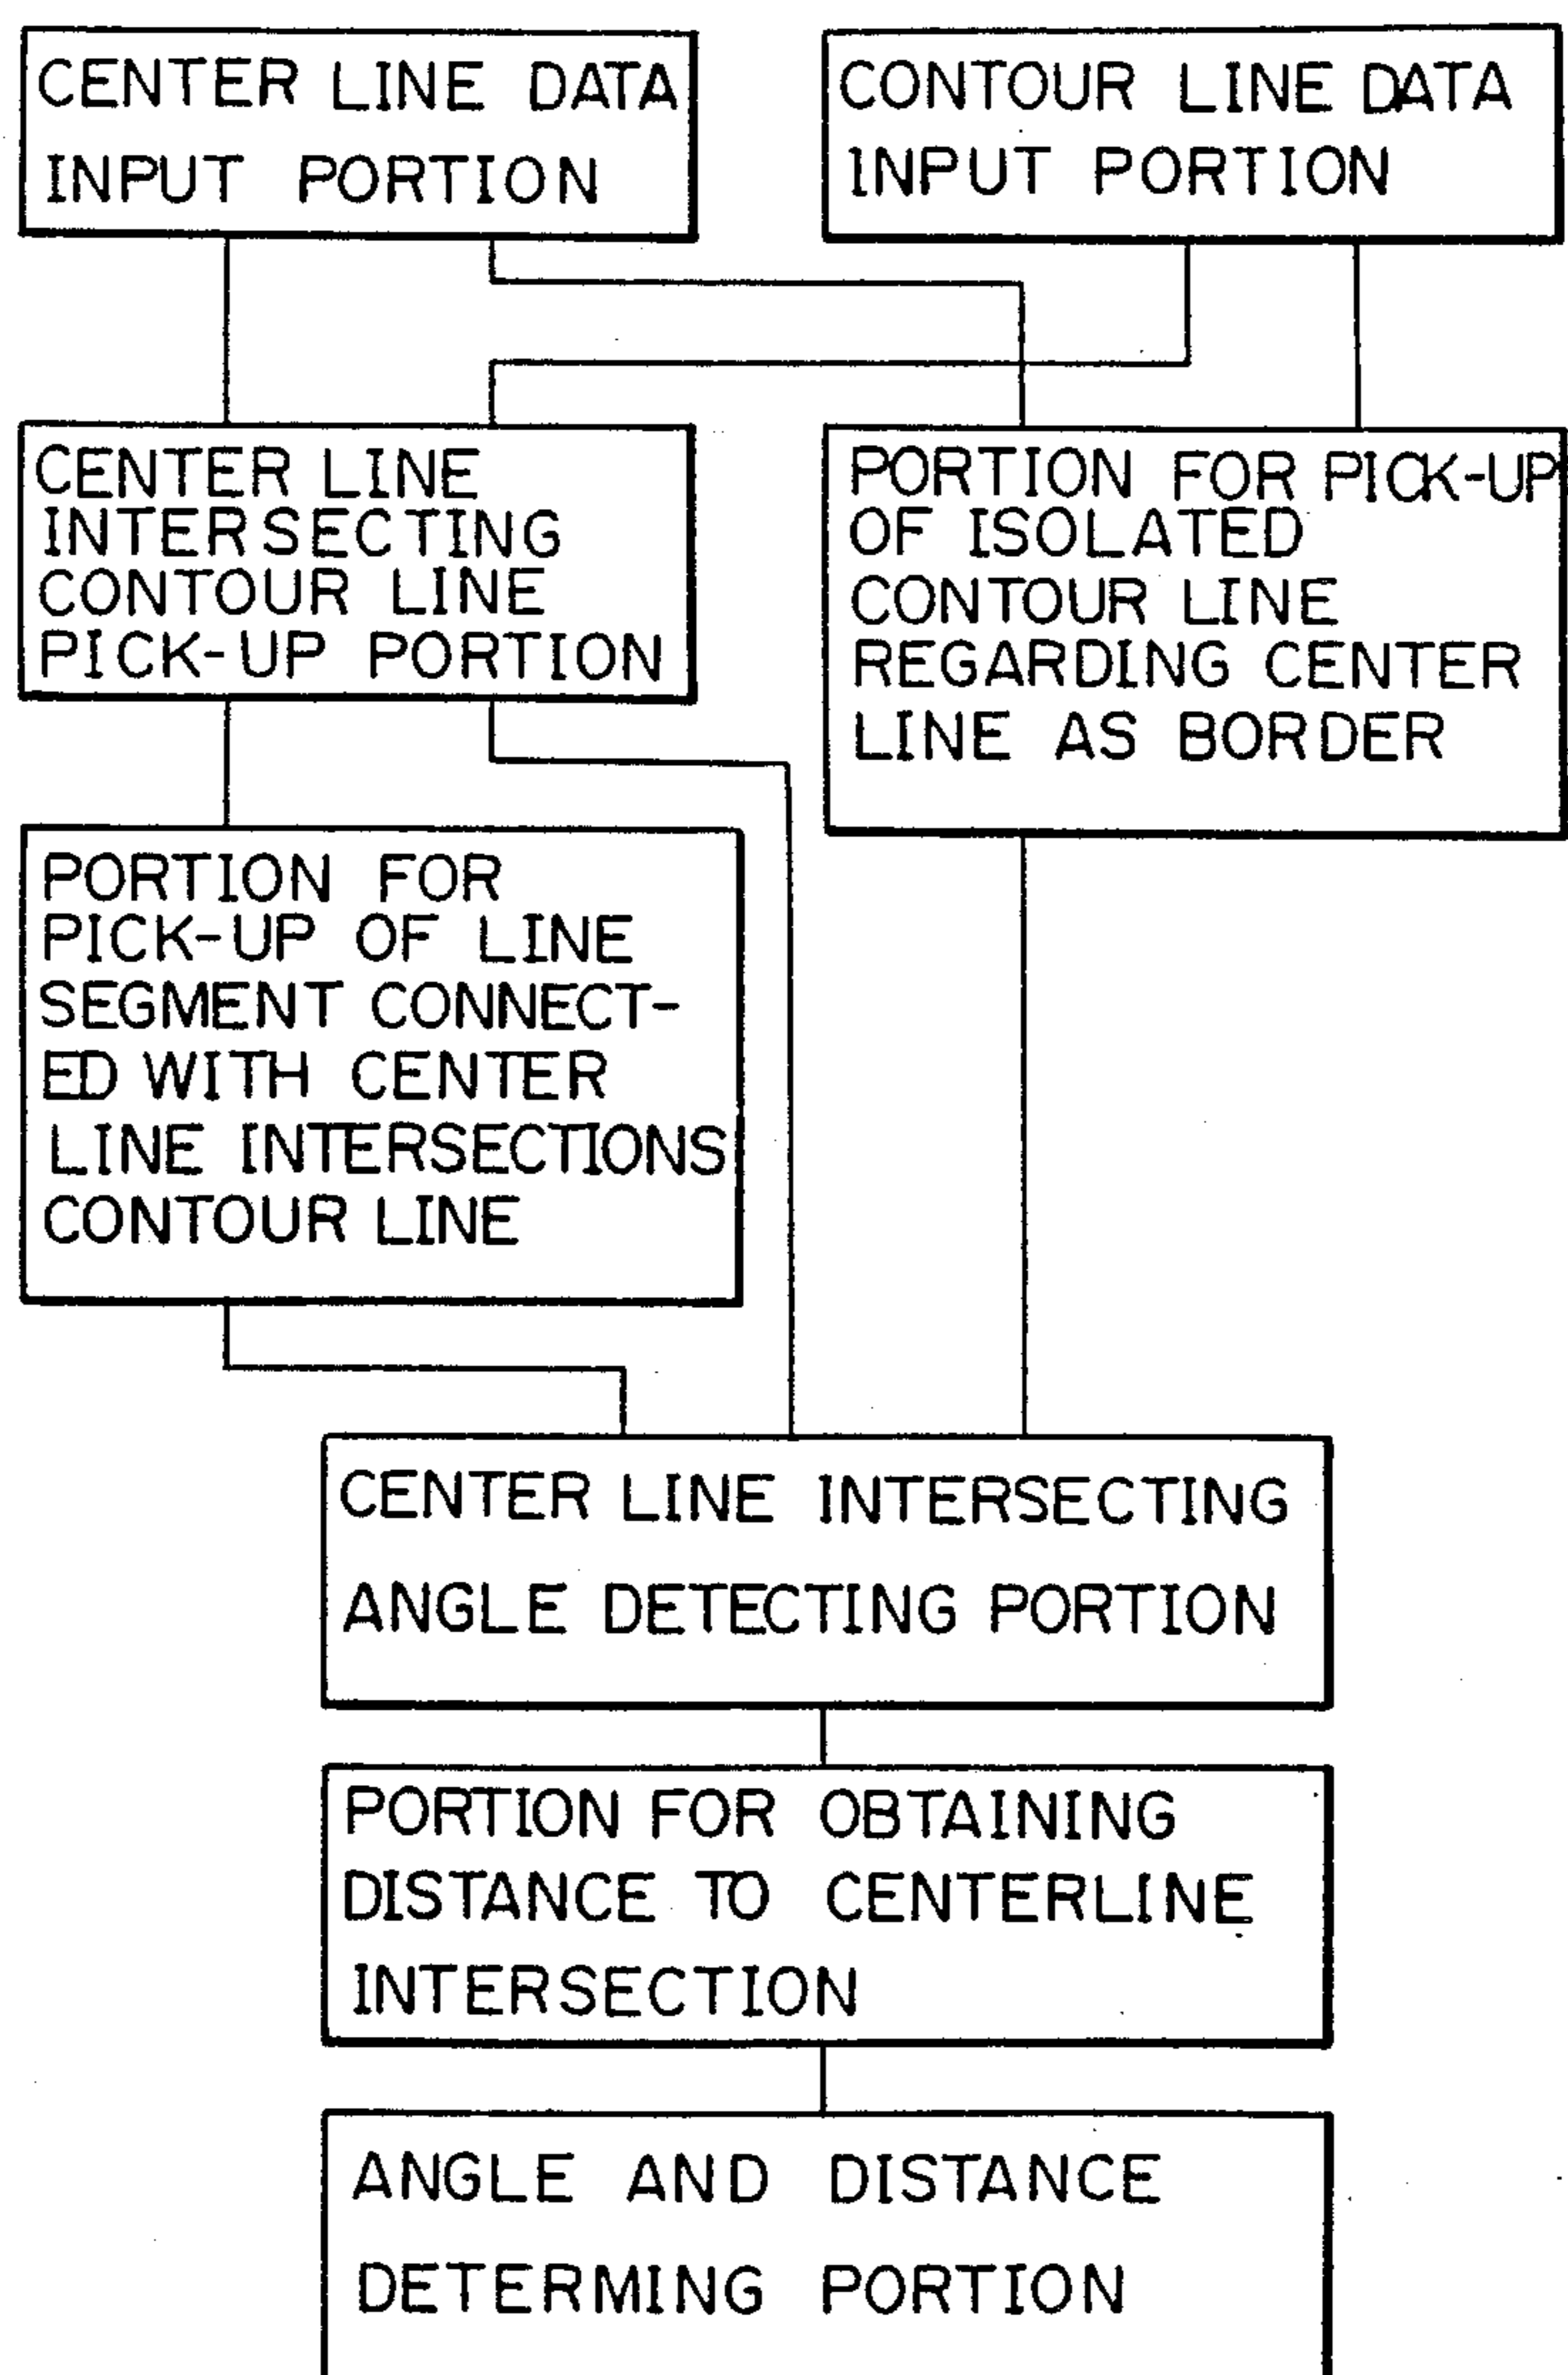 CENTER LINE DATA
INPUT PORTION
CONTOUR LINE DATA
INPUT PORTION
CENTER LINE
INTERSECTING
CONTOUR LINE
PICK-UP PORTION
PORTION FOR PICK-UP
OF ISOLATED
CONTOUR LINE
REGARDING CENTER
LINE AS BORDER
PORTION FOR
PICK-UP OF LINE
SEGMENT CONNECT-
ED WITH CENTER
LINE INTERSECTIONS
CONTOUR LINE
CENTER LINE INTERSECTING
ANGLE DETECTING PORTION
PORTION FOR OBTAINING
DISTANCE TO CENTERLINE
INTERSECTION
ANGLE AND DISTANCE
DETERMING PORTION